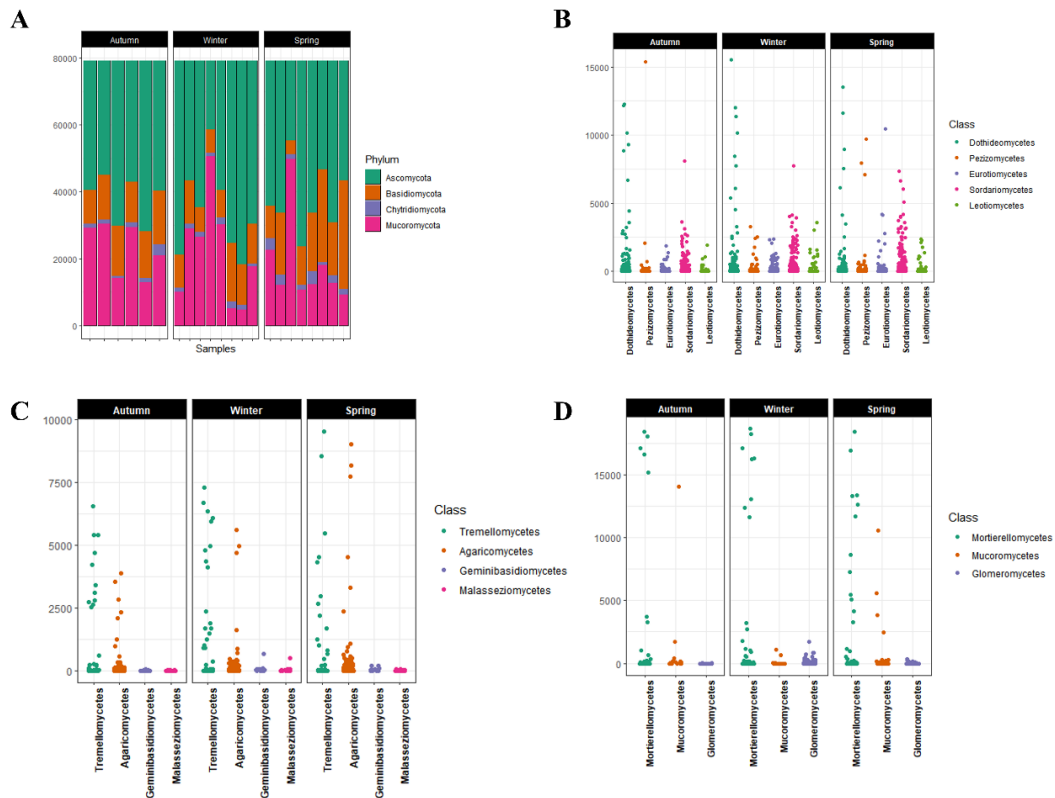 A
Autumn Winter Spring
80000
60000
40000
20000
0
Samples
Phylum
Ascomycota
Basidiomycota
Chytridiomycota
Mucoromycota
B
Autumn Winter Spring
15000
10000
5000
0
Dothideomycetes
Pezizomycetes
Eurotiomycetes
Sordariomycetes
Leotiomycetes
Dothideomycetes
Pezizomycetes
Eurotiomycetes
Sordariomycetes
Leotiomycetes
Dothideomycetes
Pezizomycetes
Eurotiomycetes
Sordariomycetes
Leotiomycetes
Class
Dothideomycetes
Pezizomycetes
Eurotiomycetes
Sordariomycetes
Leotiomycetes
C
Autumn Winter Spring
10000
7500
5000
2500
0
Tremellomycetes
Agaricomycetes
Geminibasidiomycetes
Malasseziomycetes
Tremellomycetes
Agaricomycetes
Geminibasidiomycetes
Malasseziomycetes
Tremellomycetes
Agaricomycetes
Geminibasidiomycetes
Malasseziomycetes
Class
Tremellomycetes
Agaricomycetes
Geminibasidiomycetes
Malasseziomycetes
D
Autumn Winter Spring
15000
10000
5000
0
Mortierellomycetes
Mucoromycetes
Glomeromycetes
Mortierellomycetes
Mucoromycetes
Glomeromycetes
Mortierellomycetes
Mucoromycetes
Glomeromycetes
Class
Mortierellomycetes
Mucoromycetes
Glomeromycetes